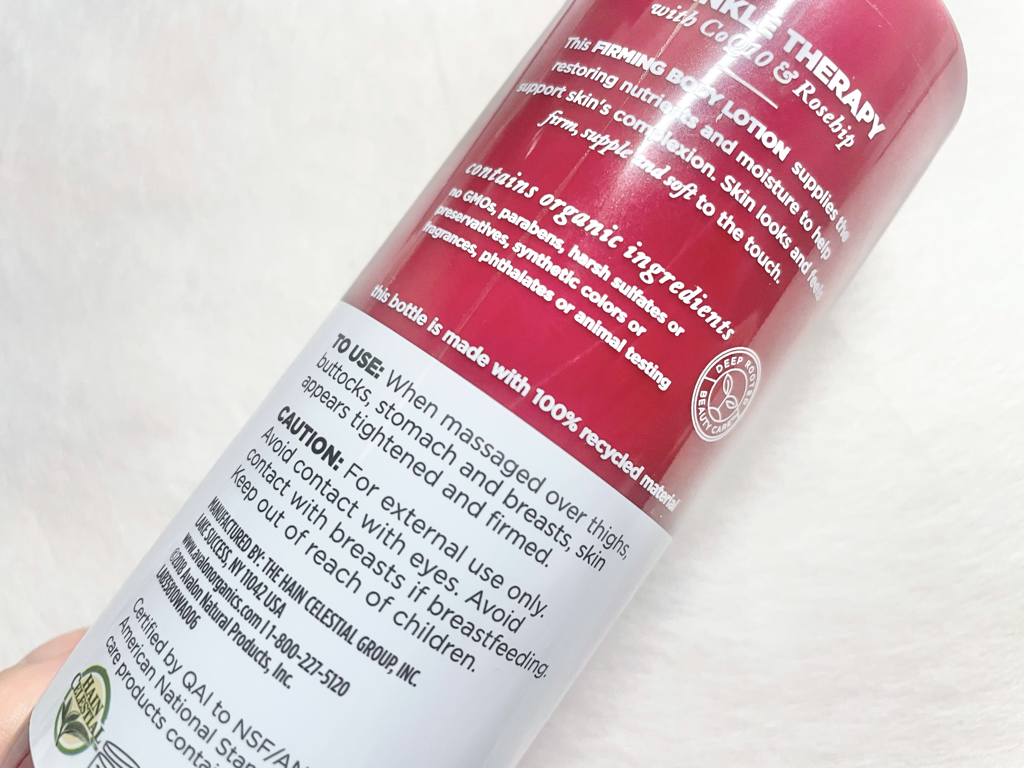 THERAPY
with CoQ10 & Rosehip
This FIRMING BODY LOTION supplies the
restoring nutrients and moisture to help
support skin's complexion. Skin looks and feels
firm, supple and soft to the touch.
contains organic ingredients
no GMOs, parabens, harsh sulfates or
preservatives, synthetic colors or
fragrances, phthalates or animal testing
this bottle is made with 100% recycled material
DEEP ROOTED
BEAUTY CARE
TO USE: When massaged over thighs,
buttocks, stomach and breasts, skin
appears tightened and firmed.
CAUTION: For external use only.
Avoid contact with eyes. Avoid
contact with breasts if breastfeeding.
Keep out of reach of children.
MANUFACTURED BY: THE HAIN CELESTIAL GROUP, INC.
LAKE SUCCESS, NY 11042 USA
www.avalonorganics.com | 1-800-227-5120
Avalon Natural Products, Inc.
Certified by QAI to NSF/AN
American National Stan
care products contai
HAIN
CELESTIAL